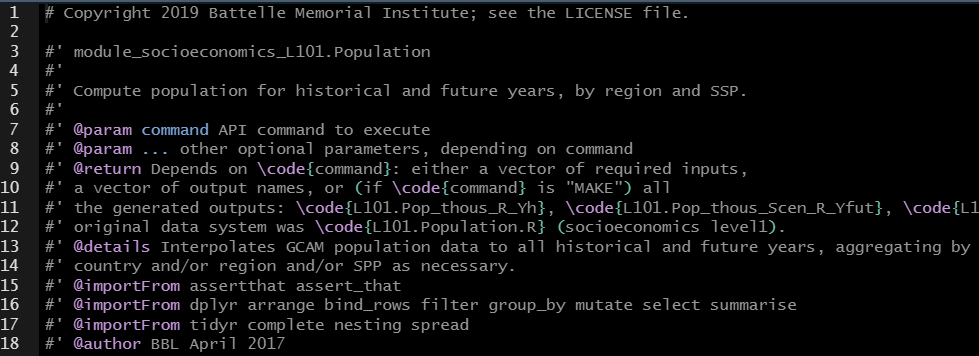 1 # Copyright 2019 Battelle Memorial Institute; see the LICENSE file.
2
3 #' module_socioeconomics_L101.Population
4 #'
5 #' Compute population for historical and future years, by region and SSP.
6 #'
7 #' @param command API command to execute
8 #' @param ... other optional parameters, depending on command
9 #' @return Depends on \code{command}: either a vector of required inputs,
10 #' a vector of output names, or (if \code{command} is "MAKE") all
11 #' the generated outputs: \code{L101.Pop_thous_R_Yh}, \code{L101.Pop_thous_Scen_R_Yfut}, \code{L1
12 #' original data system was \code{L101.Population.R} (socioeconomics level1).
13 #' @details Interpolates GCAM population data to all historical and future years, aggregating by
14 #' country and/or region and/or SPP as necessary.
15 #' @importFrom assertthat assert_that
16 #' @importFrom dplyr arrange bind_rows filter group_by mutate select summarise
17 #' @importFrom tidyr complete nesting spread
18 #' @author BBL April 2017